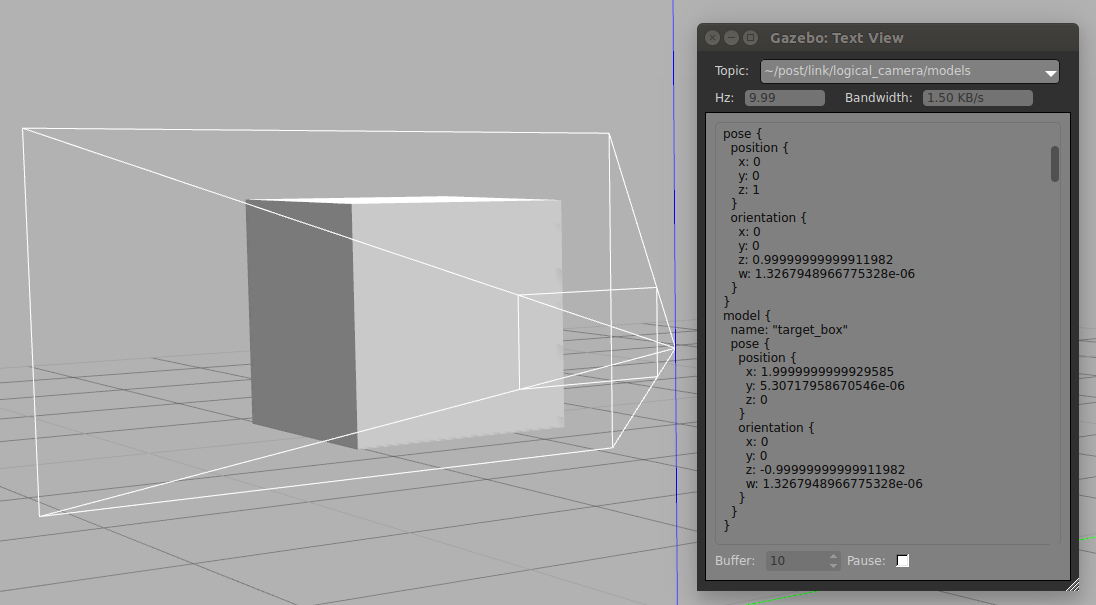 Gazebo: Text View
Topic: ~/post/link/logical_camera/models
Hz: 9.99 Bandwidth: 1.50 KB/s
pose {
position {
x: 0
y: 0
z: 1
}
orientation {
x: 0
y: 0
z: 0.99999999999911982
w: 1.3267948966775328e-06
}
}
model {
name: "target_box"
pose {
position {
x: 1.9999999999929585
y: 5.30717958670546e-06
z: 0
}
orientation {
x: 0
y: 0
z: -0.99999999999911982
w: 1.3267948966775328e-06
}
}
}
Buffer: 10 Pause: